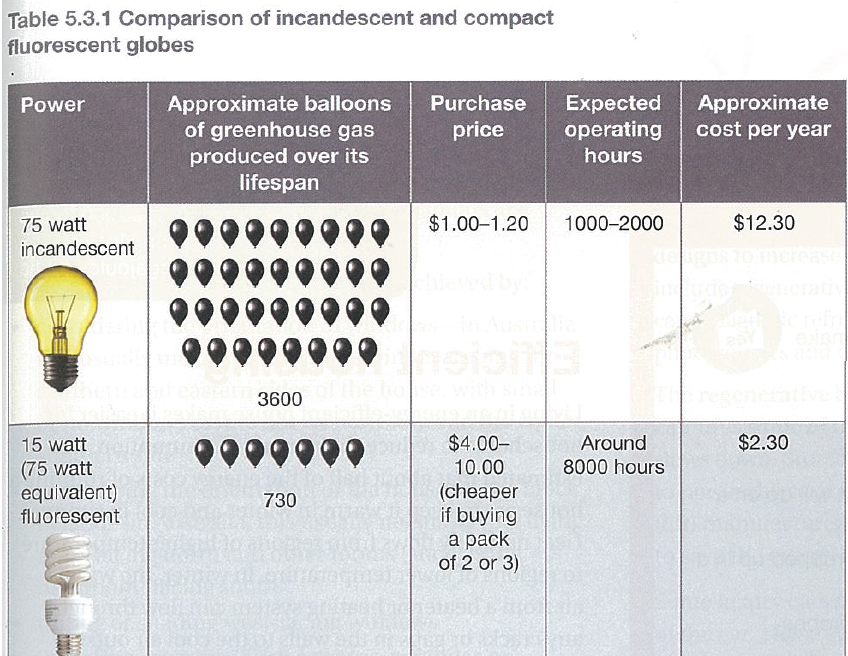 Table 5.3.1 Comparison of incandescent and compact
fluorescent globes
Power
Approximate balloons
of greenhouse gas
produced over its
lifespan
Purchase
price
Expected
operating
hours
Approximate
cost per year
75 watt
incandescent
3600
$1.00–1.20
1000–2000
$12.30
15 watt
(75 watt
equivalent)
fluorescent
730
$4.00–
10.00
(cheaper
if buying
a pack
of 2 or 3)
Around
8000 hours
$2.30